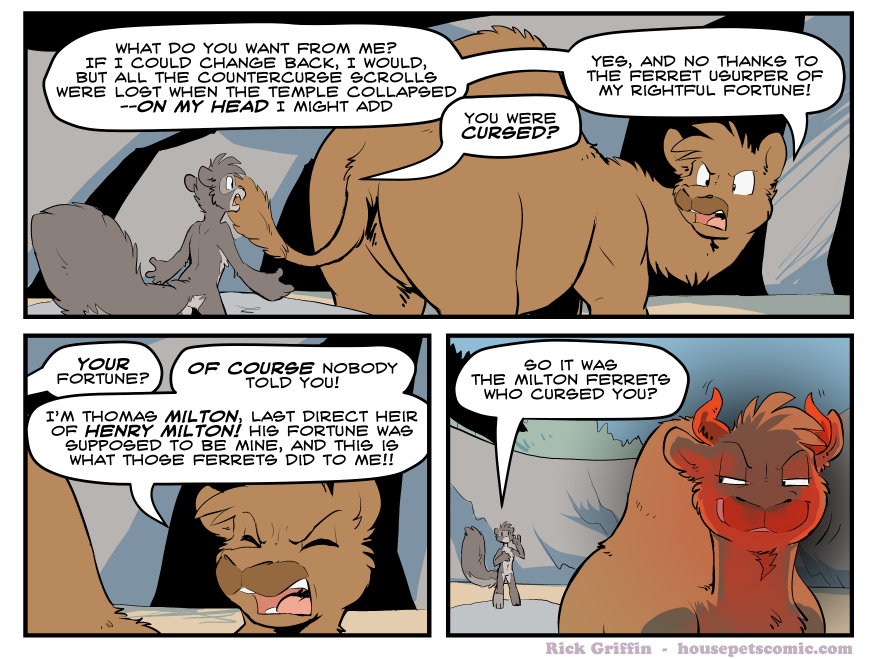 WHAT DO YOU WANT FROM ME?
IF I COULD CHANGE BACK, I WOULD,
BUT ALL THE COUNTERCURSE SCROLLS
WERE LOST WHEN THE TEMPLE COLLAPSED
--ON MY HEAD I MIGHT ADD
YOU WERE
CURSED?
YES, AND NO THANKS TO
THE FERRET USURPER OF
MY RIGHTFUL FORTUNE!
YOUR
FORTUNE?
OF COURSE NOBODY
TOLD YOU!
I'M THOMAS MILTON, LAST DIRECT HEIR
OF HENRY MILTON! HIS FORTUNE WAS
SUPPOSED TO BE MINE, AND THIS IS
WHAT THOSE FERRETS DID TO ME!!
SO IT WAS
THE MILTON FERRETS
WHO CURSED YOU?
Rick Griffin - housepetscomic.com